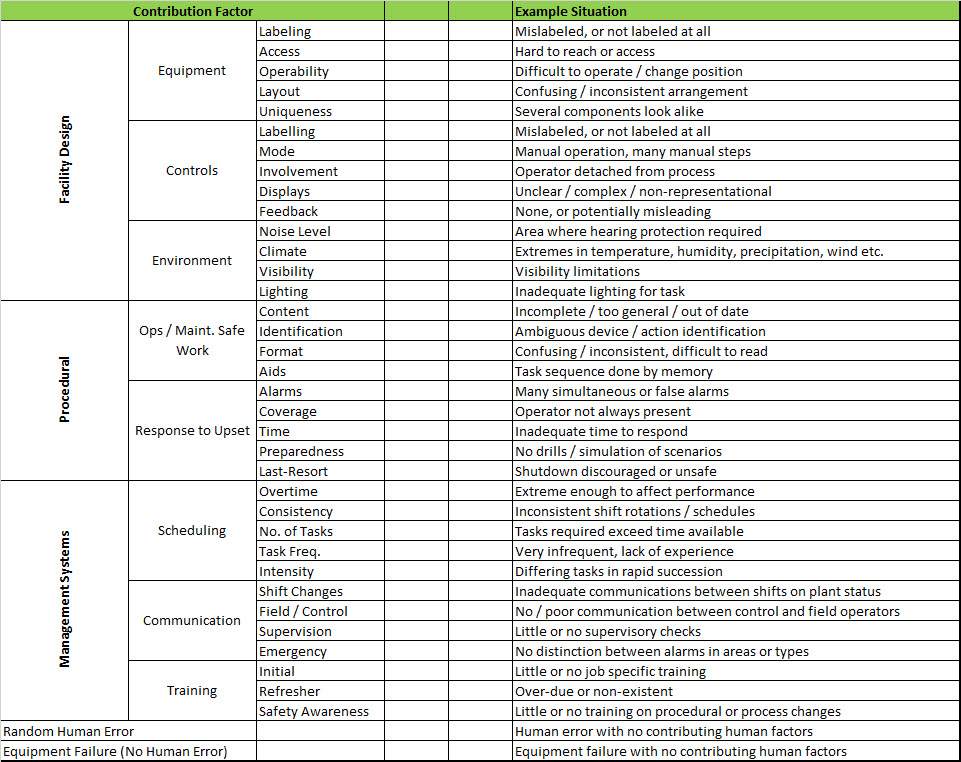 Contribution Factor Example Situation
Facility Design
Equipment
Labeling Mislabeled, or not labeled at all
Access Hard to reach or access
Operability Difficult to operate / change position
Layout Confusing / inconsistent arrangement
Uniqueness Several components look alike
Controls
Labelling Mislabeled, or not labeled at all
Mode Manual operation, many manual steps
Involvement Operator detached from process
Displays Unclear / complex / non-representational
Feedback None, or potentially misleading
Environment
Noise Level Area where hearing protection required
Climate Extremes in temperature, humidity, precipitation, wind etc.
Visibility Visibility limitations
Lighting Inadequate lighting for task
Procedural
Ops / Maint. Safe
Work
Content Incomplete / too general / out of date
Identification Ambiguous device / action identification
Format Confusing / inconsistent, difficult to read
Aids Task sequence done by memory
Response to Upset
Alarms Many simultaneous or false alarms
Coverage Operator not always present
Time Inadequate time to respond
Preparedness No drills / simulation of scenarios
Last-Resort Shutdown discouraged or unsafe
Management Systems
Scheduling
Overtime Extreme enough to affect performance
Consistency Inconsistent shift rotations / schedules
No. of Tasks Tasks required exceed time available
Task Freq. Very infrequent, lack of experience
Intensity Differing tasks in rapid succession
Communication
Shift Changes Inadequate communications between shifts on plant status
Field / Control No / poor communication between control and field operators
Supervision Little or no supervisory checks
Emergency No distinction between alarms in areas or types
Training
Initial Little or no job specific training
Refresher Over-due or non-existent
Safety Awareness Little or no training on procedural or process changes
Random Human Error Human error with no contributing human factors
Equipment Failure (No Human Error) Equipment failure with no contributing human factors